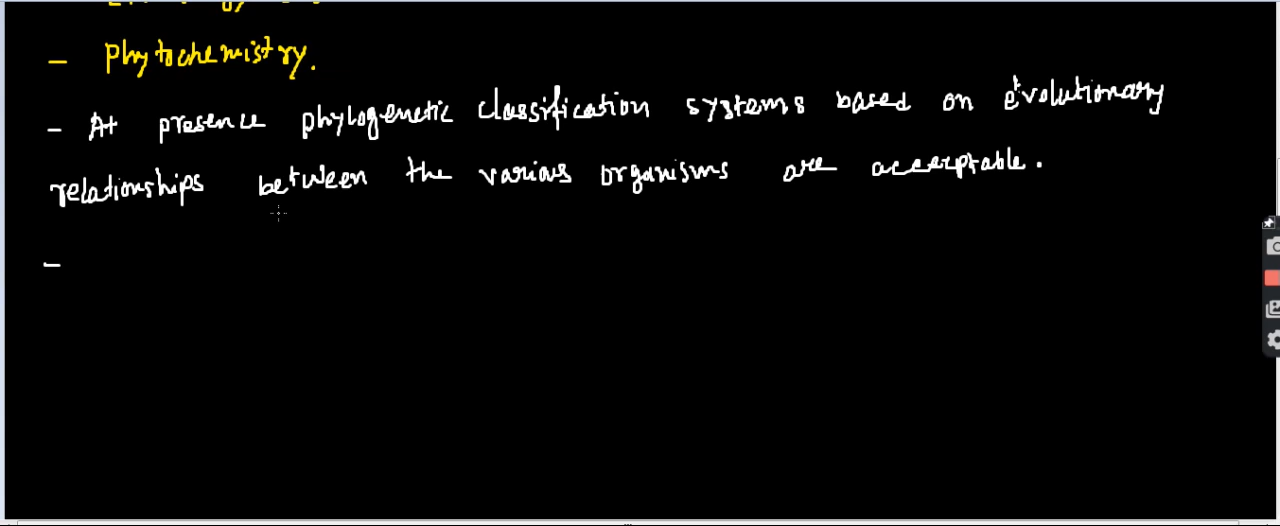 - Phytochemistry.
- At presence phylogenetic classification systems based on evolutionary
relationships between the various organisms are acceptable.
-